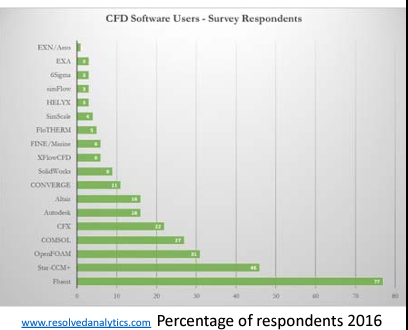 CFD Software Users - Survey Respondents
EXN/Aero
EXA 3
6Sigma 3
simFlow 3
HELYX 3
SimScale 4
FloTHERM 5
FINE/Marine 6
XFlowCFD 6
SolidWorks 9
CONVERGE 11
Altair 16
Autodesk 16
CFX 22
COMSOL 27
OpenFOAM 31
Star-CCM+ 46
Fluent 77
0 10 20 30 40 50 60 70 80
www.resolvedanalytics.com Percentage of respondents 2016